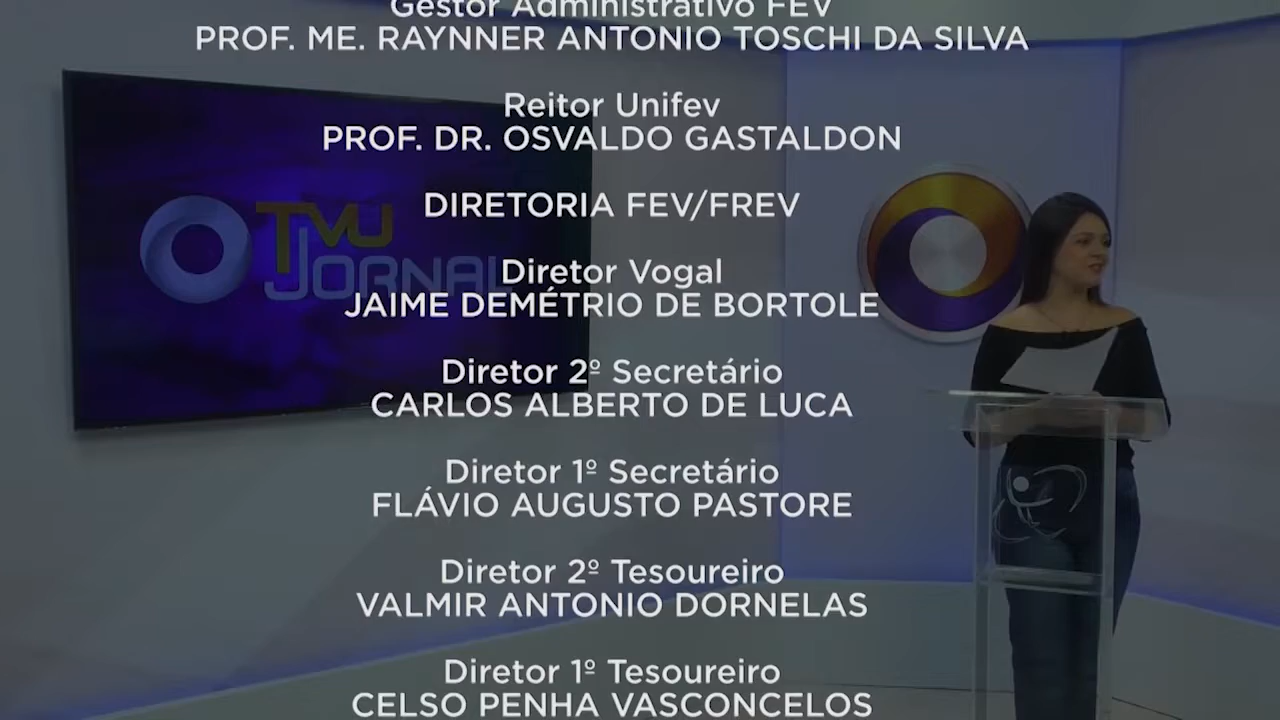 Gestor Administrativo FEV
PROF. ME. RAYNNER ANTONIO TOSCHI DA SILVA
Reitor Unifev
PROF. DR. OSVALDO GASTALDON
DIRETORIA FEV/FREV
TVU
JORNAL
Diretor Vogal
JAIME DEMÉTRIO DE BORTOLE
Diretor 2º Secretário
CARLOS ALBERTO DE LUCA
Diretor 1º Secretário
FLÁVIO AUGUSTO PASTORE
Diretor 2º Tesoureiro
VALMIR ANTONIO DORNELAS
Diretor 1º Tesoureiro
CELSO PENHA VASCONCELOS